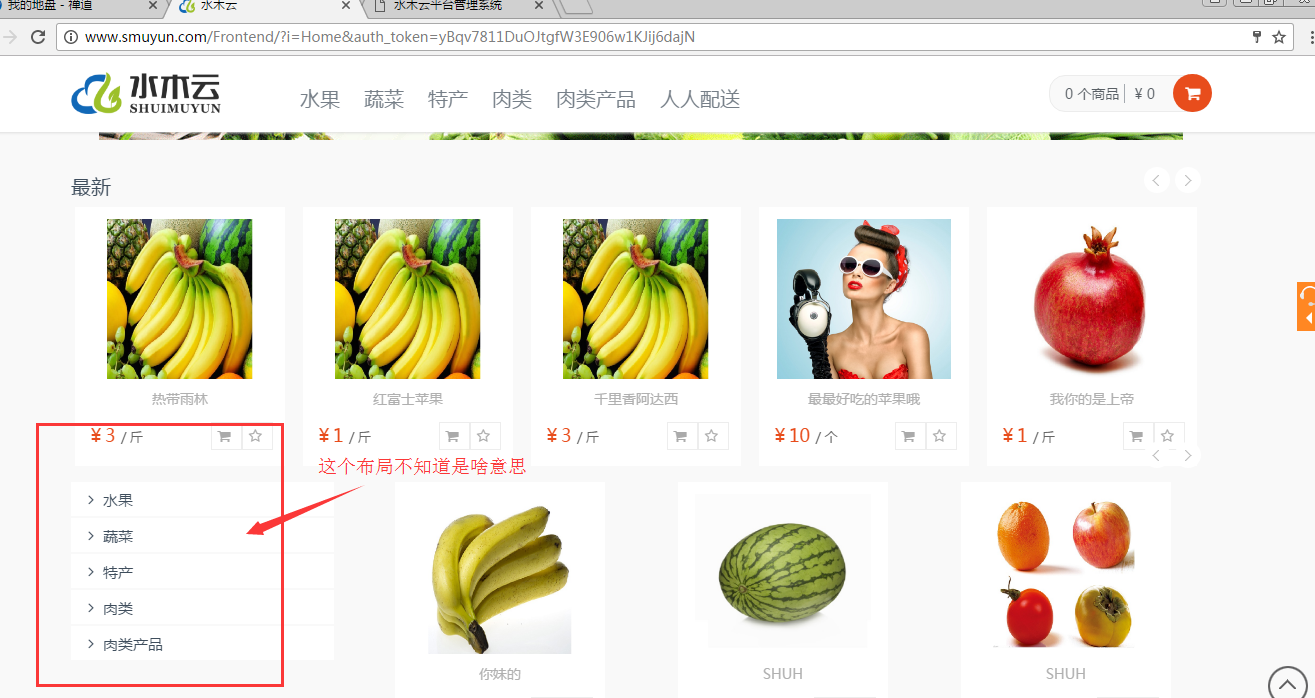 我的地盘 - 禅道
水木云
水木云平台管理系统
www.smuyun.com/Frontend/?i=Home&auth_token=yBqv7811DuOJtgfW3E906w1KJij6dajN
水木云
SHUIMUYUN
水果 蔬菜 特产 肉类 肉类产品 人人配送
0 个商品 ¥ 0
最新
热带雨林 红富士苹果 千里香阿达西 最最好吃的苹果哦 我你的是上帝
¥ 3 / 斤 ¥ 1 / 斤 ¥ 3 / 斤 ¥ 10 / 个 ¥ 1 / 斤
这个布局不知道是啥意思
水果
蔬菜
特产
肉类
肉类产品
你妹的 SHUH SHUH